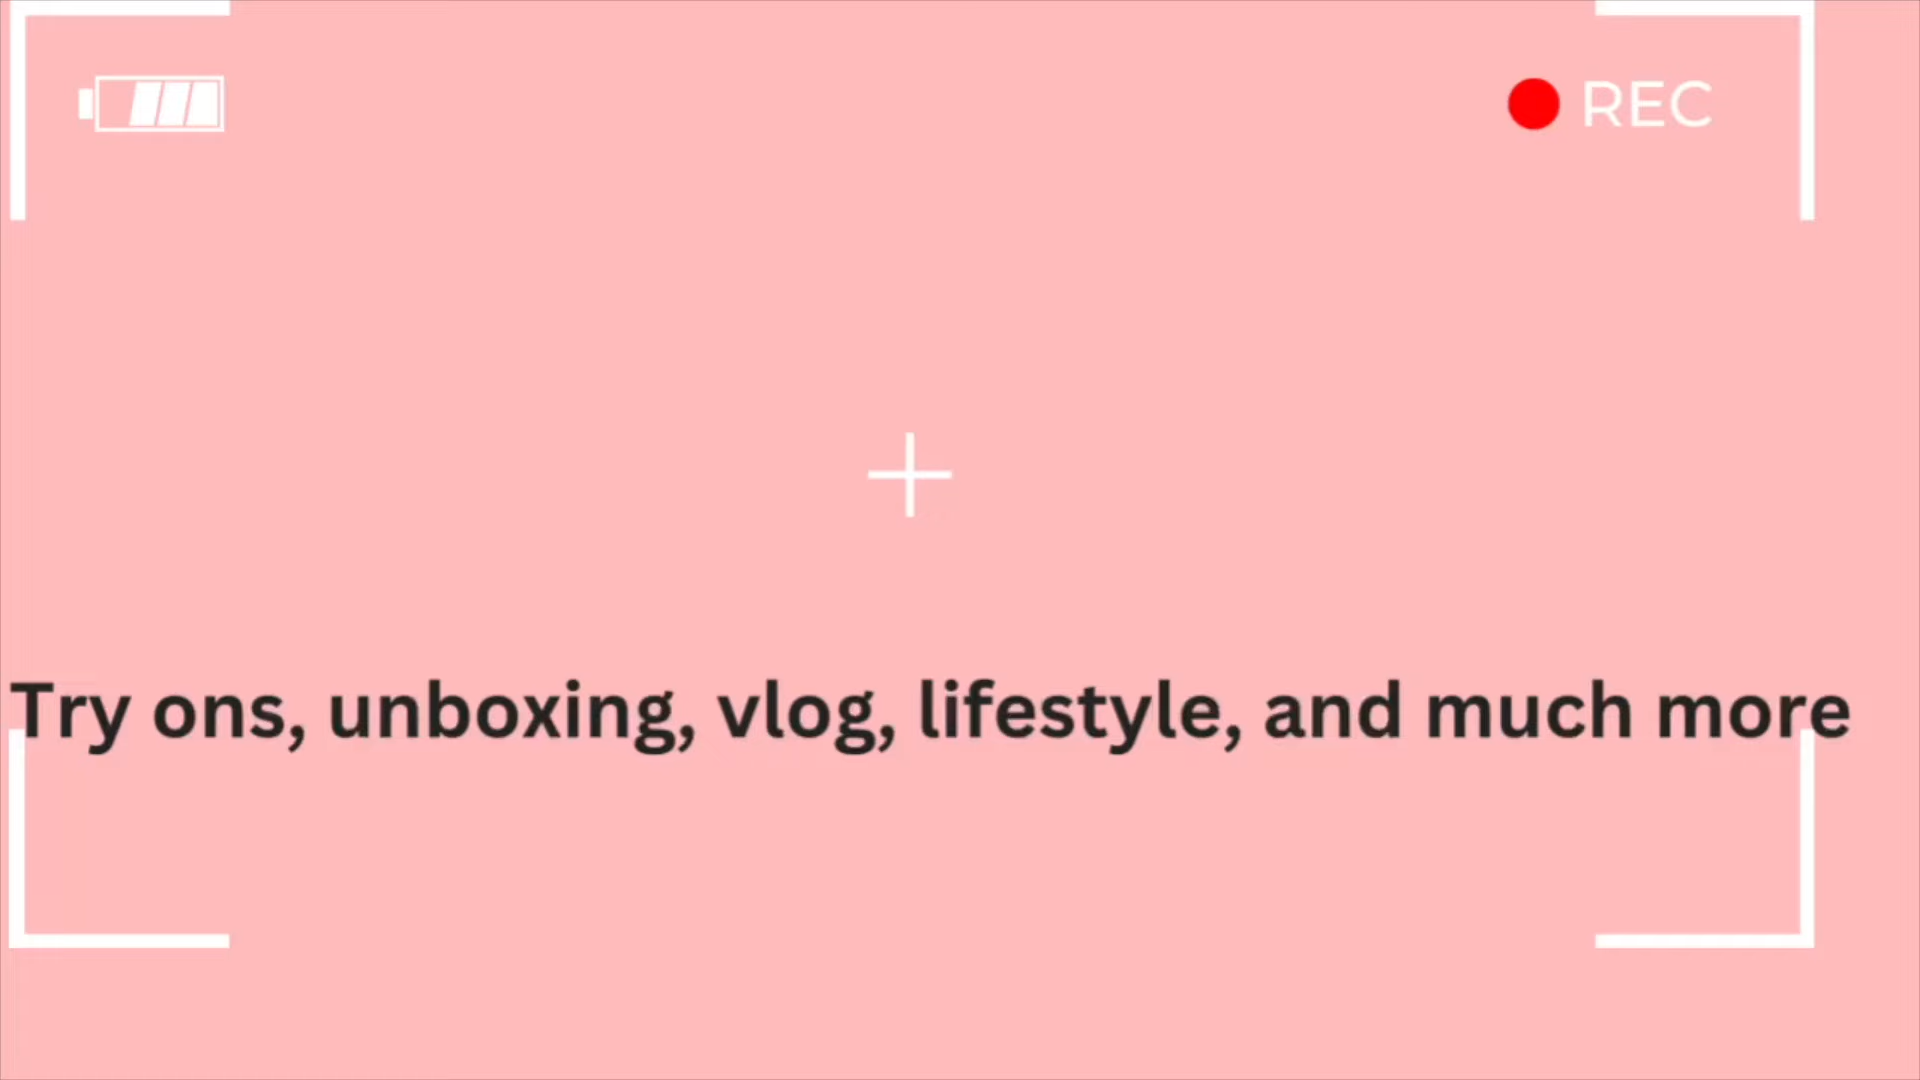 REC
Try ons, unboxing, vlog, lifestyle, and much more